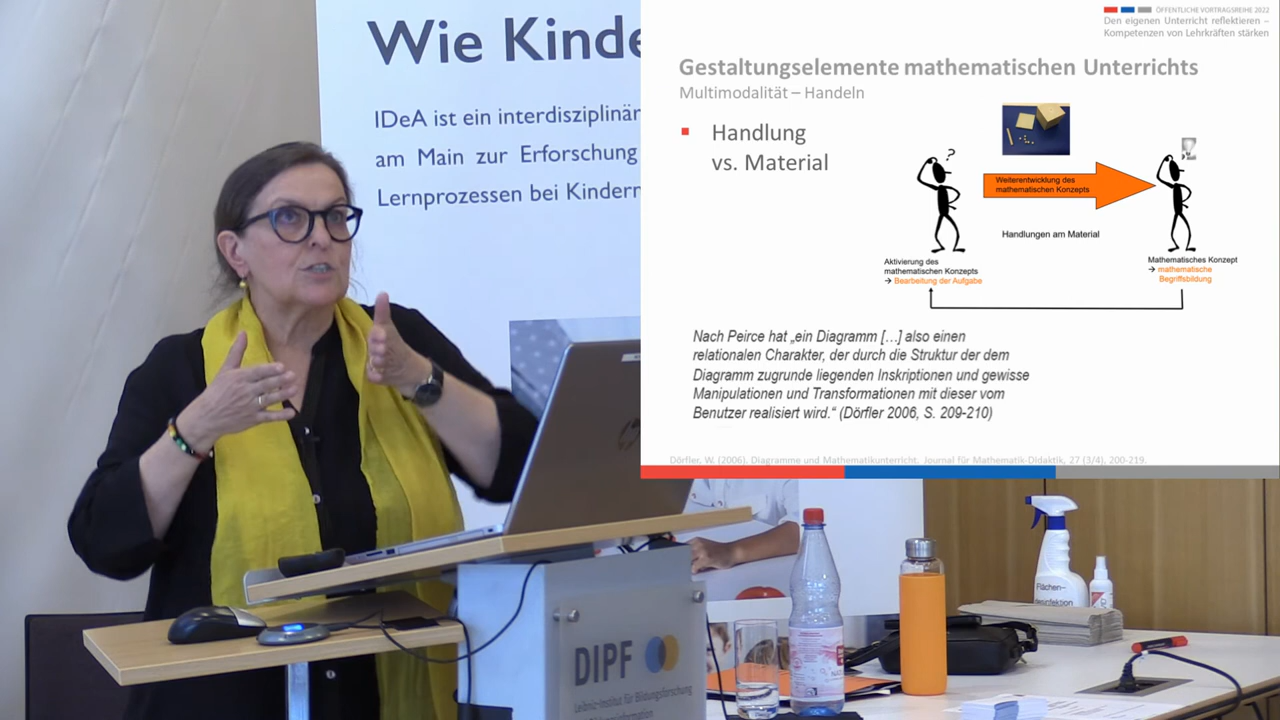 Wie Kinde
IDeA ist ein interdisziplinär
am Main zur Erforschung
Lernprozessen bei Kindern
ÖFFENTLICHE VORTRAGSREIHE 2022
Den eigenen Unterricht reflektieren –
Kompetenzen von Lehrkräften stärken
Gestaltungselemente mathematischen Unterrichts
Multimodalität – Handeln
Handlung
vs. Material
?
Weiterentwicklung des
mathematischen Konzepts
Handlungen am Material
Aktivierung des
mathematischen Konzepts
→ Bearbeitung der Aufgabe
Mathematisches Konzept
→ mathematische
Begriffsbildung
Nach Peirce hat „ein Diagramm […] also einen
relationalen Charakter, der durch die Struktur der dem
Diagramm zugrunde liegenden Inskriptionen und gewisse
Manipulationen und Transformationen mit dieser vom
Benutzer realisiert wird.“ (Dörfler 2006, S. 209-210)
Dörfler, W. (2006). Diagramme und Mathematikunterricht. Journal für Mathematik-Didaktik, 27 (3/4), 200-219.
Flächen-
desinfektion
DIPF
Leibniz-Institut für Bildungsforschung